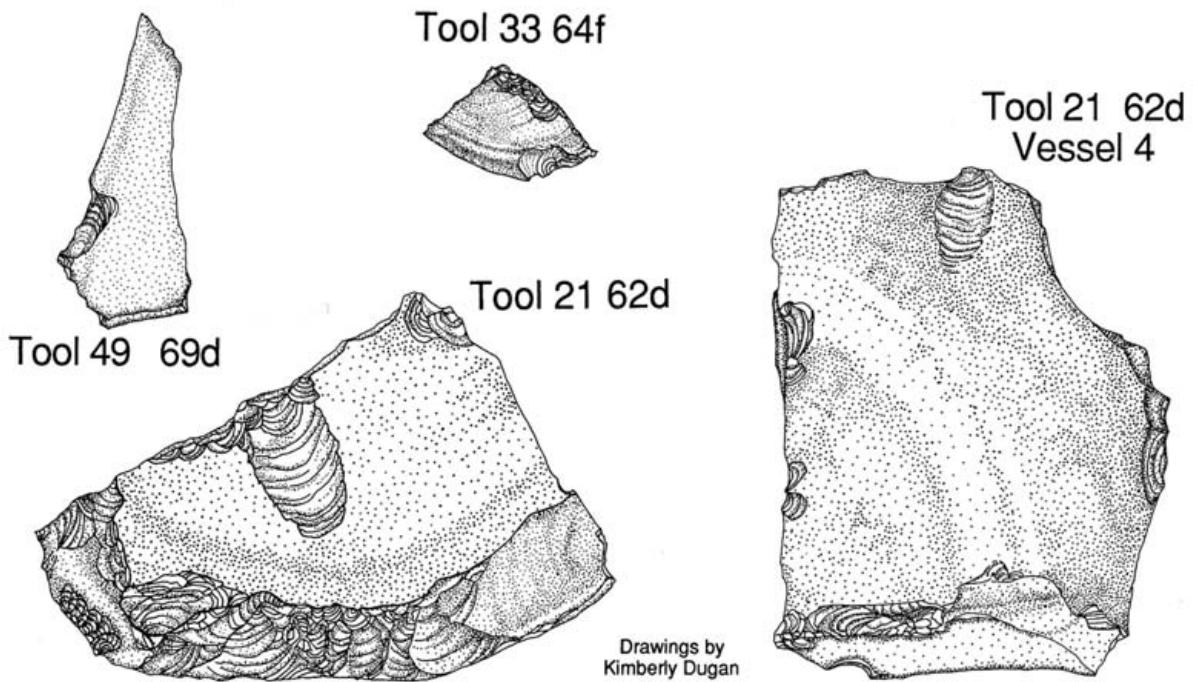 Tool 33 64f
Tool 21 62d
Vessel 4
Tool 49 69d
Tool 21 62d
Drawings by
Kimberly Dugan